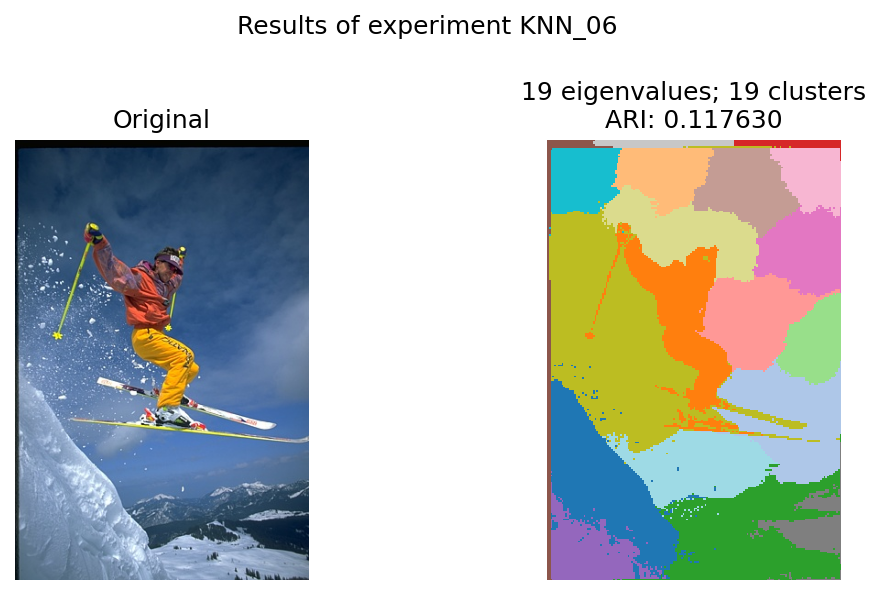 Results of experiment KNN_06
Original
19 eigenvalues; 19 clusters
ARI: 0.117630